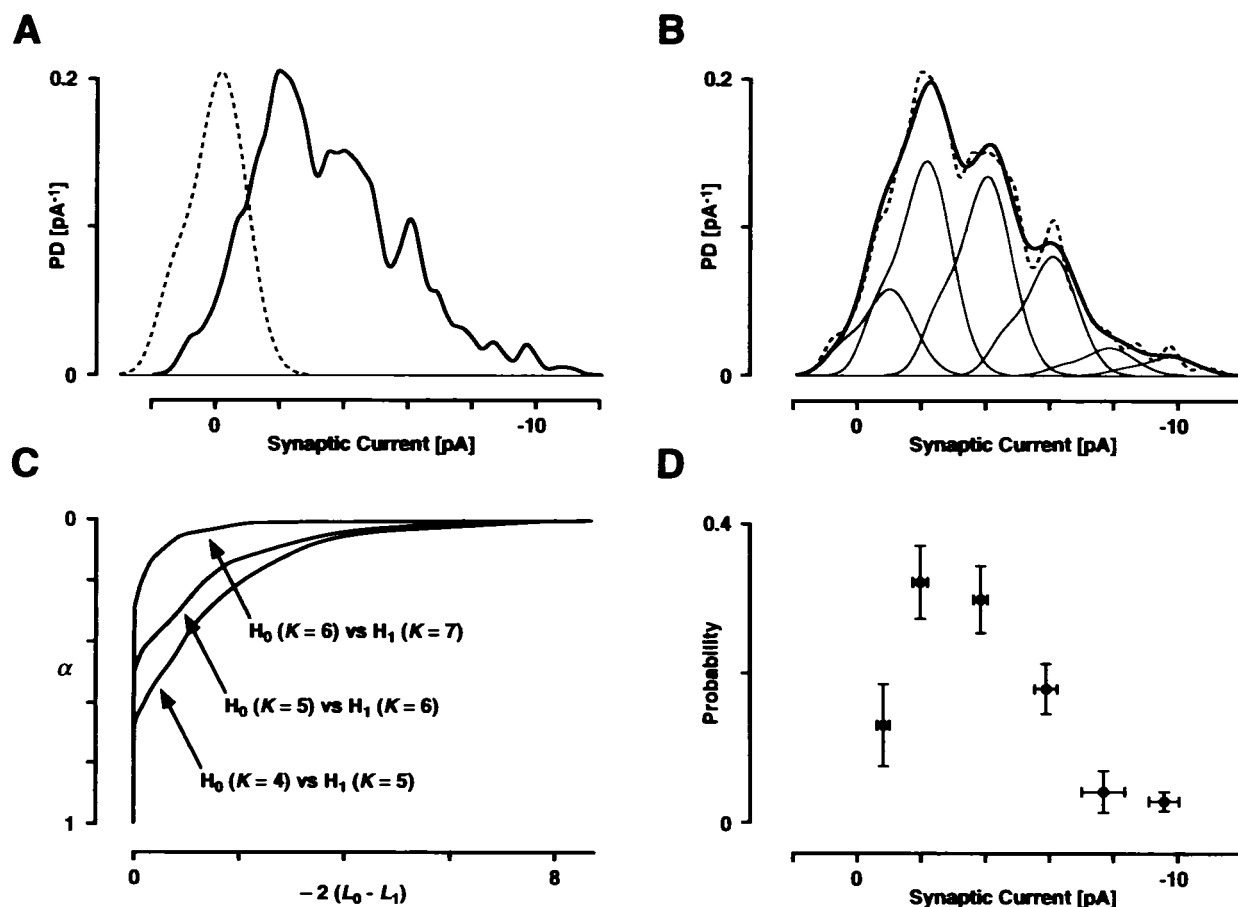 A
0.2
PD [pA⁻¹]
0
0
-10
Synaptic Current [pA]
B
0.2
PD [pA⁻¹]
0
0
-10
Synaptic Current [pA]
C
0
α
1
H₀ (K = 6) vs H₁ (K = 7)
H₀ (K = 5) vs H₁ (K = 6)
H₀ (K = 4) vs H₁ (K = 5)
0
8
−2 (L₀ - L₁)
D
0.4
Probability
0
0
-10
Synaptic Current [pA]